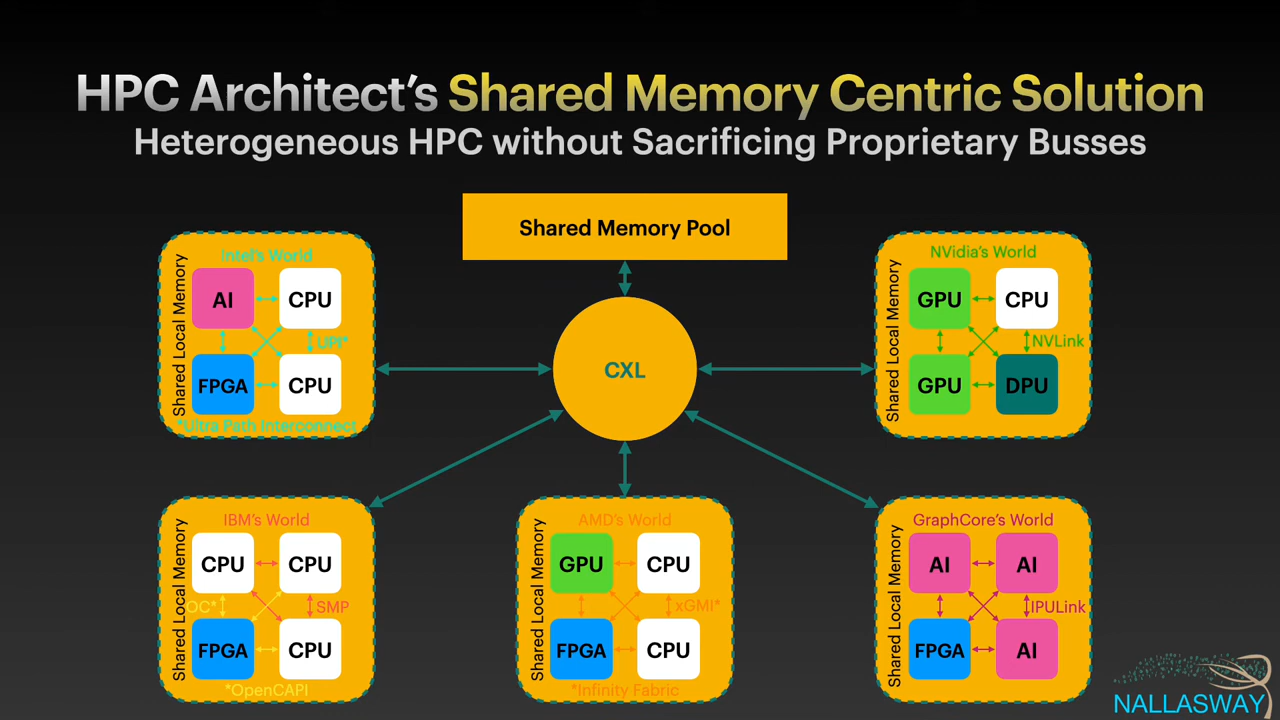 HPC Architect's Shared Memory Centric Solution
Heterogeneous HPC without Sacrificing Proprietary Busses
Shared Memory Pool
CXL
Shared Local Memory
Intel's World
AI
CPU
UPI*
FPGA
CPU
*Ultra Path Interconnect
Shared Local Memory
NVidia's World
GPU
CPU
NVLink
GPU
DPU
Shared Local Memory
IBM's World
CPU
CPU
OC*
SMP
FPGA
CPU
*OpenCAPI
Shared Local Memory
AMD's World
GPU
CPU
xGMI*
FPGA
CPU
*Infinity Fabric
Shared Local Memory
GraphCore's World
AI
AI
IPULink
FPGA
AI
NALLASWAY